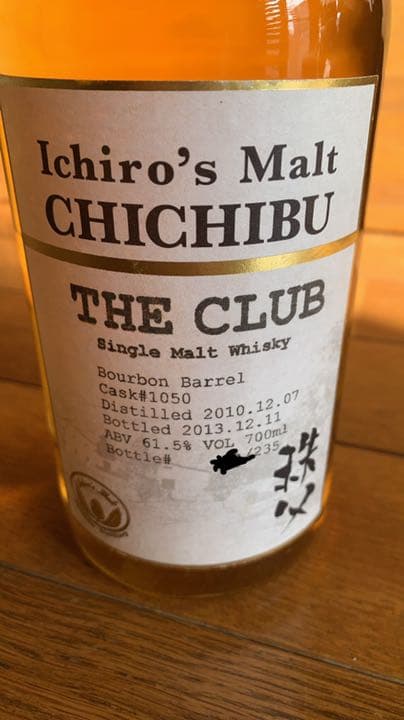 Ichiro's Malt
CHICHIBU
THE CLUB
Single Malt Whisky
Bourbon Barrel
Cask#1050
Distilled 2010.12.07
Bottled 2013.12.11
ABV 61.5% VOL 700ml
Bottle# /235
秩父